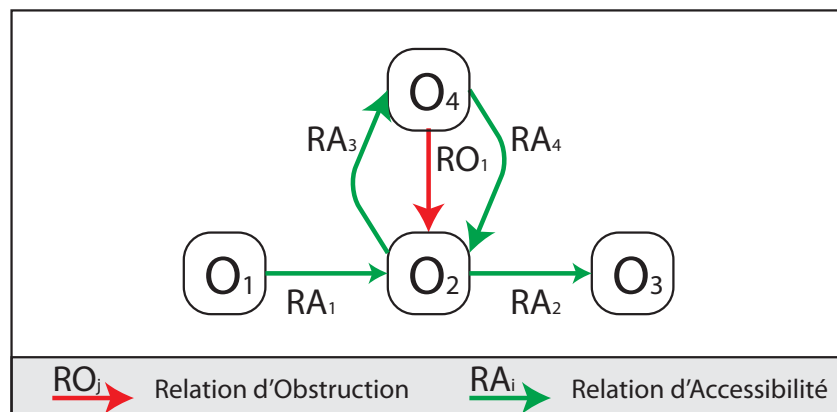 O4
RA3
RO1
RA4
O1
O2
O3
RA1
RA2
ROj
Relation d'Obstruction
RAi
Relation d'Accessibilité